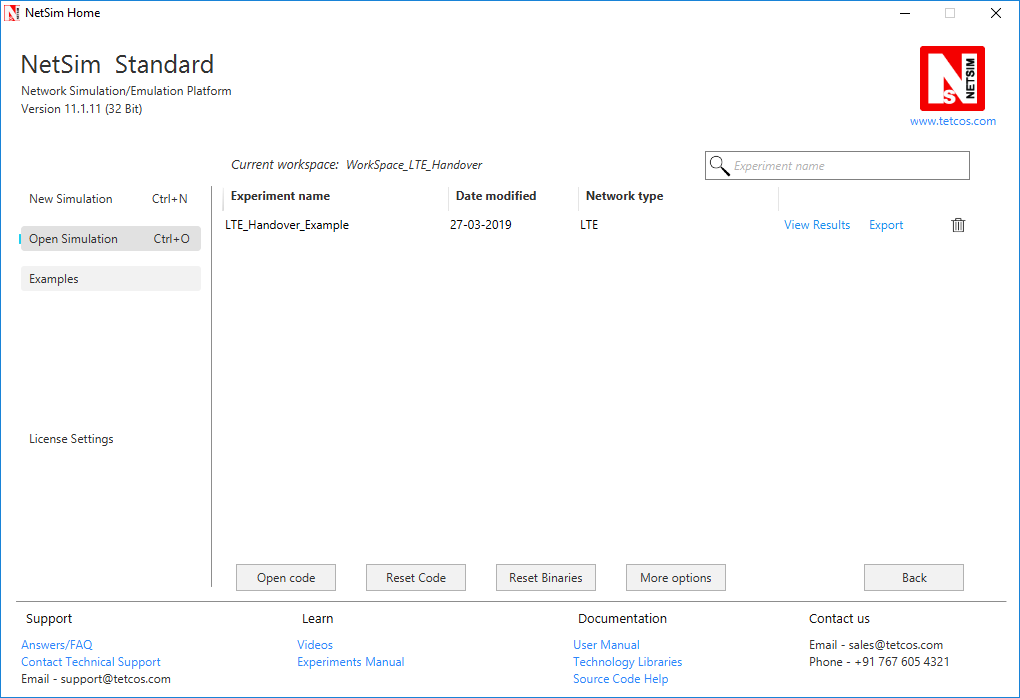 NetSim Home
NetSim Standard
Network Simulation/Emulation Platform
Version 11.1.11 (32 Bit)
NETSIM
NS
www.tetcos.com
Current workspace: WorkSpace_LTE_Handover
Experiment name
New Simulation Ctrl+N
Open Simulation Ctrl+O
Examples
License Settings
Experiment name Date modified Network type
LTE_Handover_Example 27-03-2019 LTE View Results Export
Open code Reset Code Reset Binaries More options Back
Support
Answers/FAQ
Contact Technical Support
Email - support@tetcos.com
Learn
Videos
Experiments Manual
Documentation
User Manual
Technology Libraries
Source Code Help
Contact us
Email - sales@tetcos.com
Phone - +91 767 605 4321